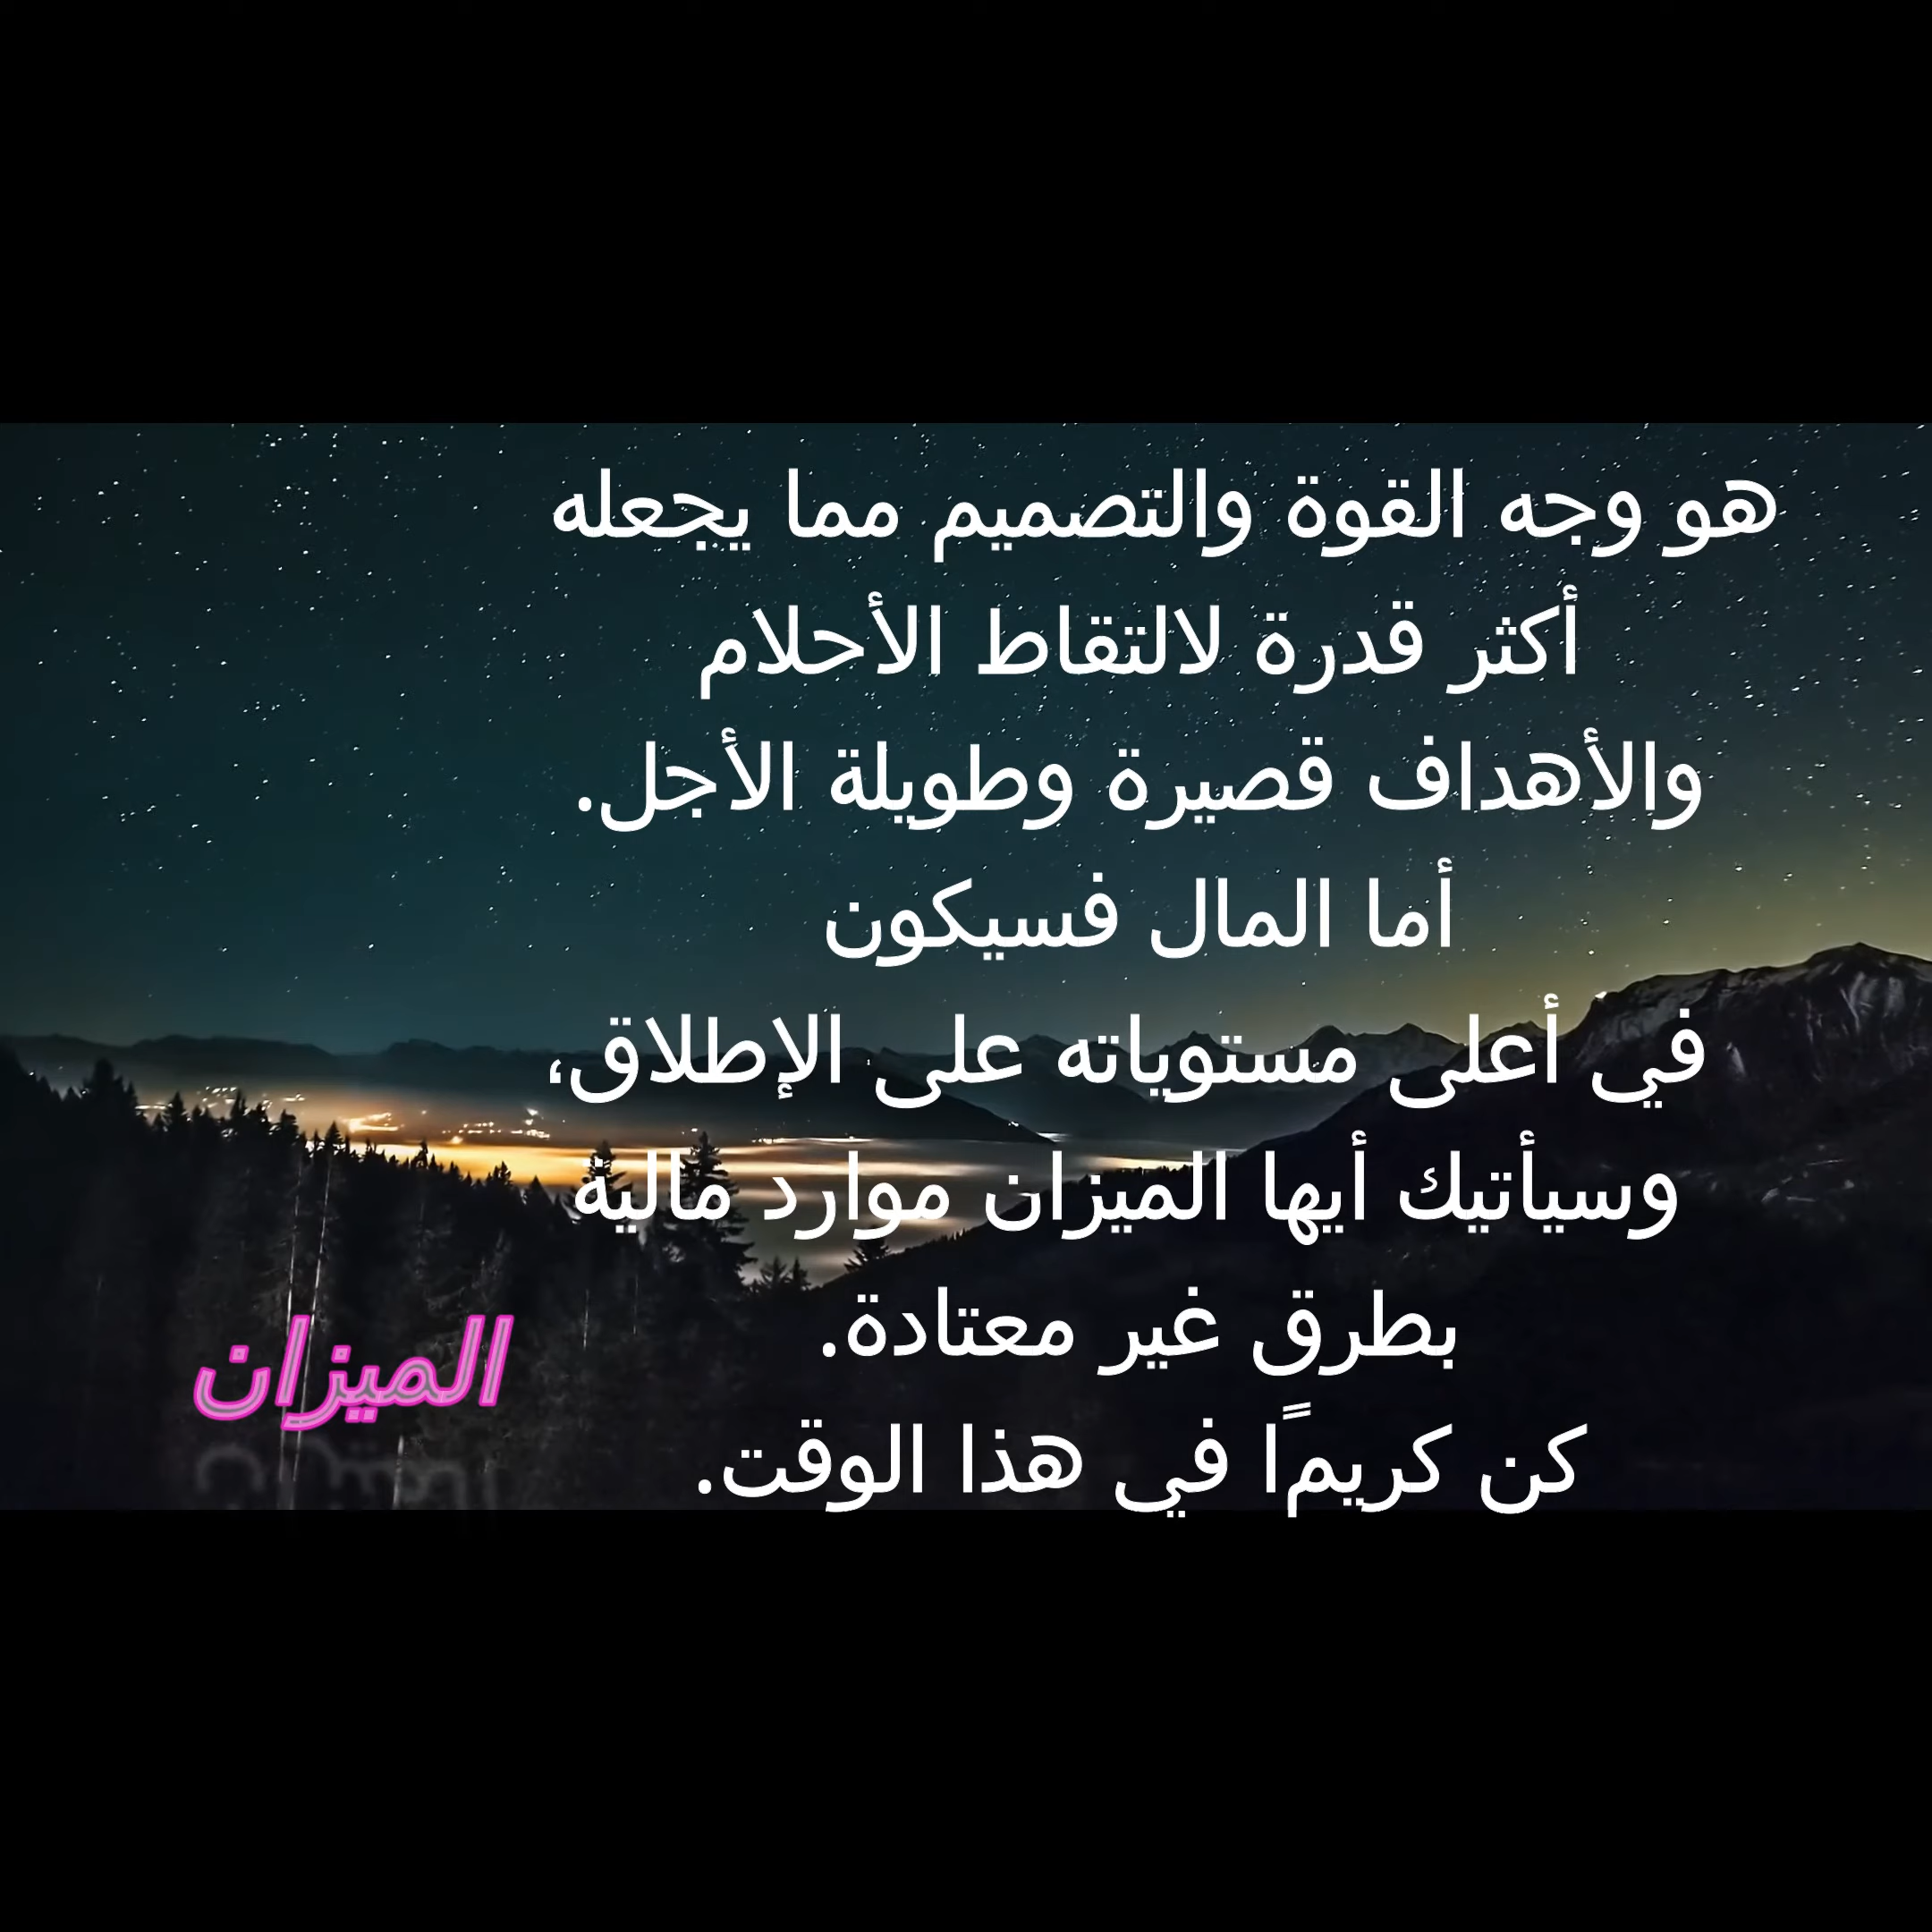 هو وجه القوة والتصميم مما يجعله
أكثر قدرة لالتقاط الأحلام
والأهداف قصيرة وطويلة الأجل.
أما المال فسيكون
في أعلى مستوياته على الإطلاق،
وسيأتيك أيها الميزان موارد مالية
بطرق غير معتادة.
كن كريمًا في هذا الوقت.
الميزان